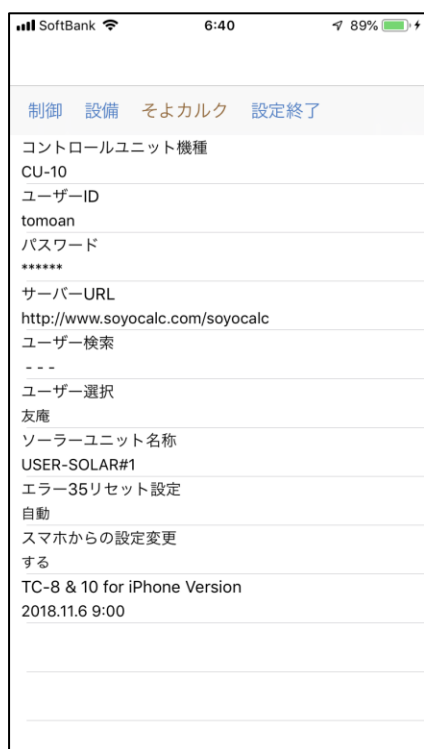 SoftBank 6:40 89%
制御 設備 そよカルク 設定終了
コントロールユニット機種
CU-10
ユーザーID
tomoan
パスワード
******
サーバーURL
http://www.soyocalc.com/soyocalc
ユーザー検索
- - -
ユーザー選択
友庵
ソーラーユニット名称
USER-SOLAR#1
エラー35リセット設定
自動
スマホからの設定変更
する
TC-8 & 10 for iPhone Version
2018.11.6 9:00